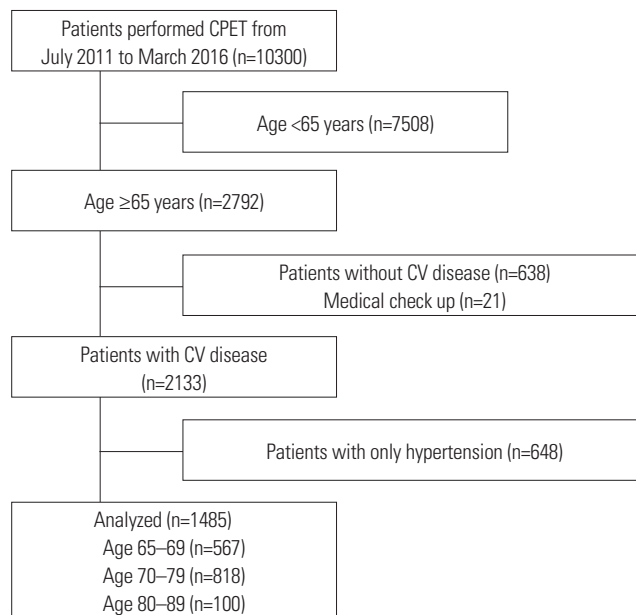 Patients performed CPET from
July 2011 to March 2016 (n=10300)
Age <65 years (n=7508)
Age ≥65 years (n=2792)
Patients without CV disease (n=638)
Medical check up (n=21)
Patients with CV disease
(n=2133)
Patients with only hypertension (n=648)
Analyzed (n=1485)
Age 65–69 (n=567)
Age 70–79 (n=818)
Age 80–89 (n=100)